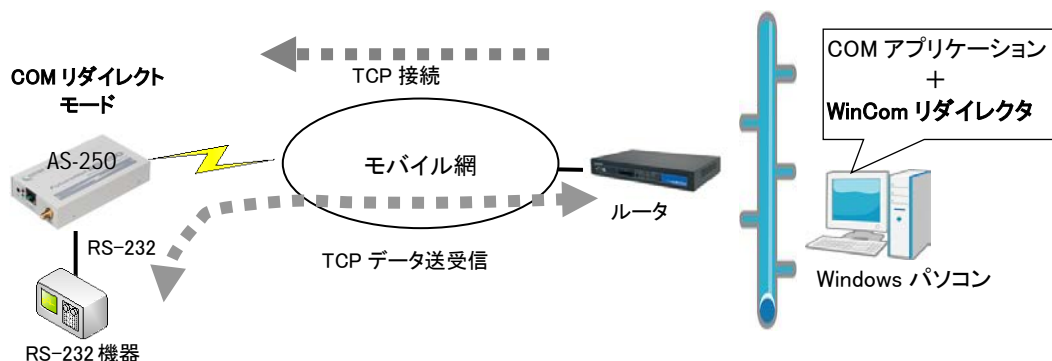 TCP 接続
COM リダイレクト
モード
AS-250
モバイル網
ルータ
RS-232
TCP データ送受信
RS-232 機器
COM アプリケーション
+
WinCom リダイレクタ
Windows パソコン